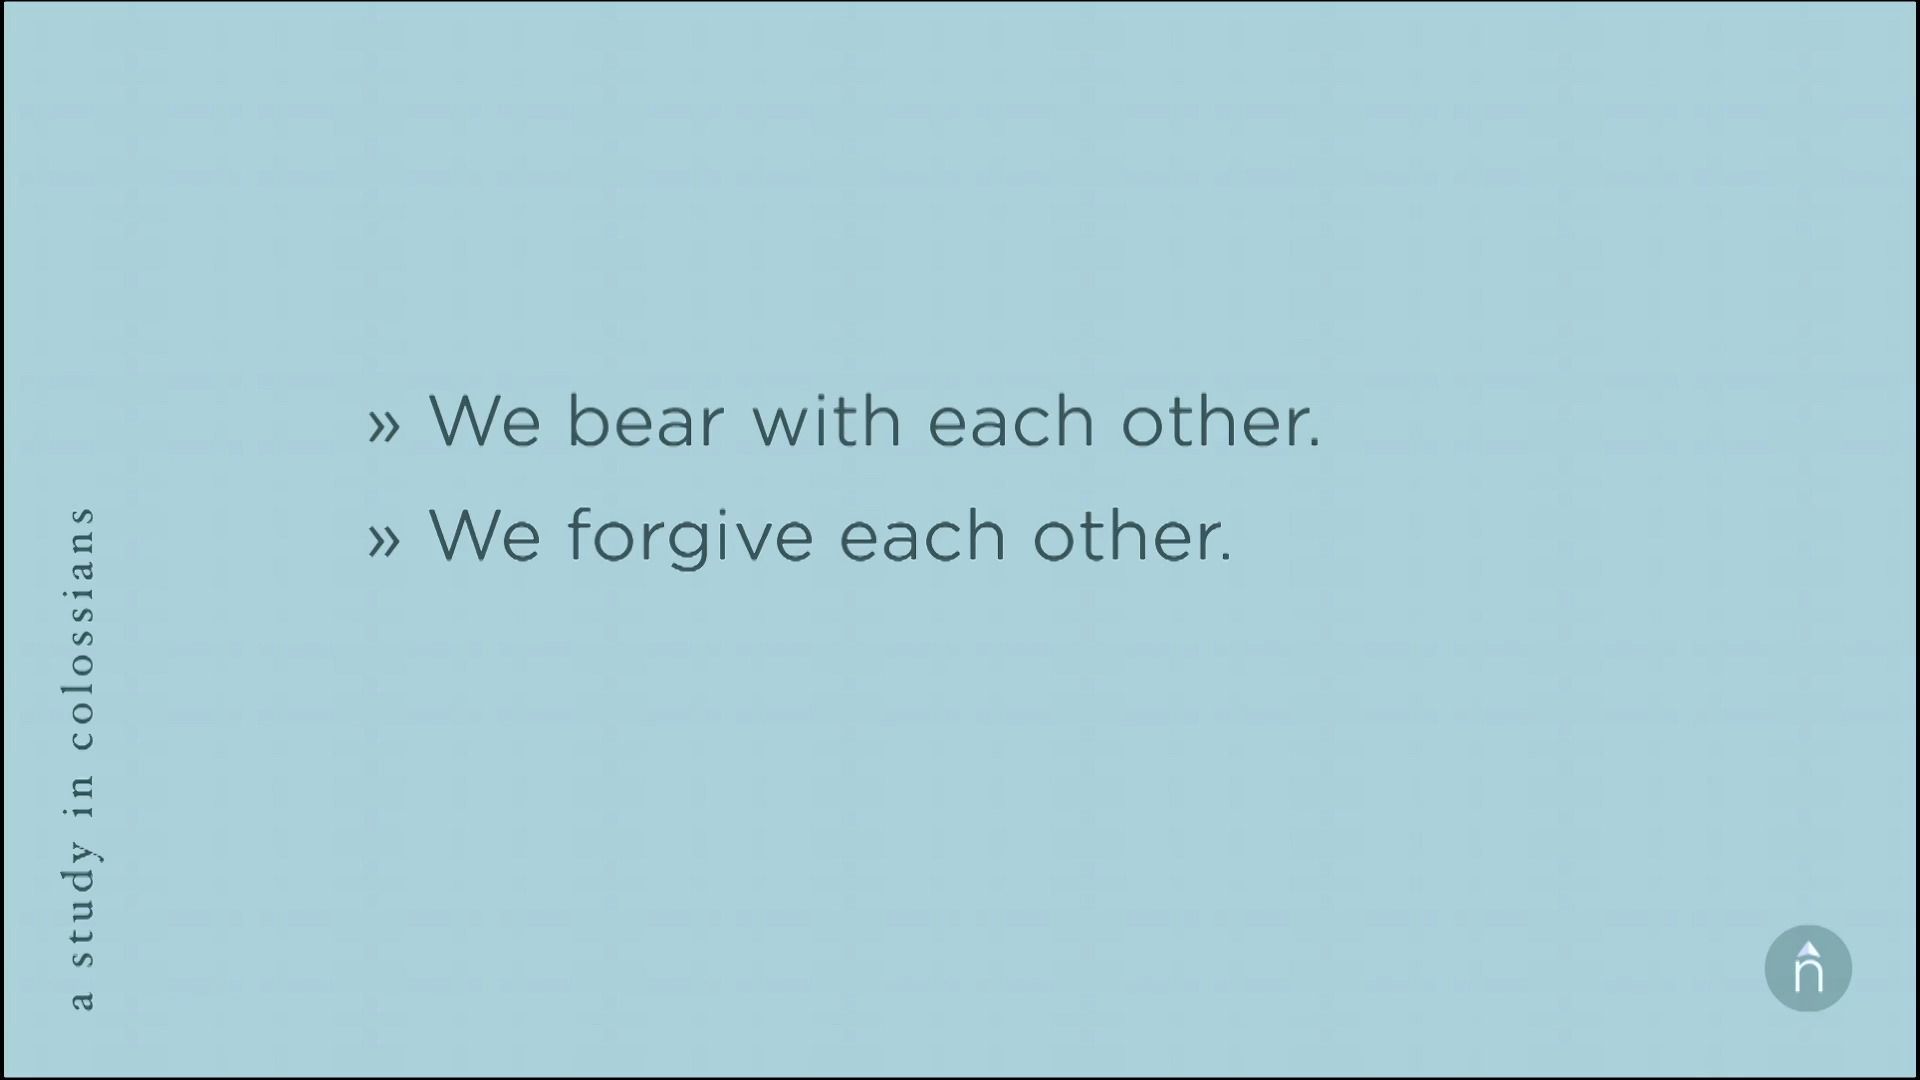 » We bear with each other.
» We forgive each other.
a study in colossians
n